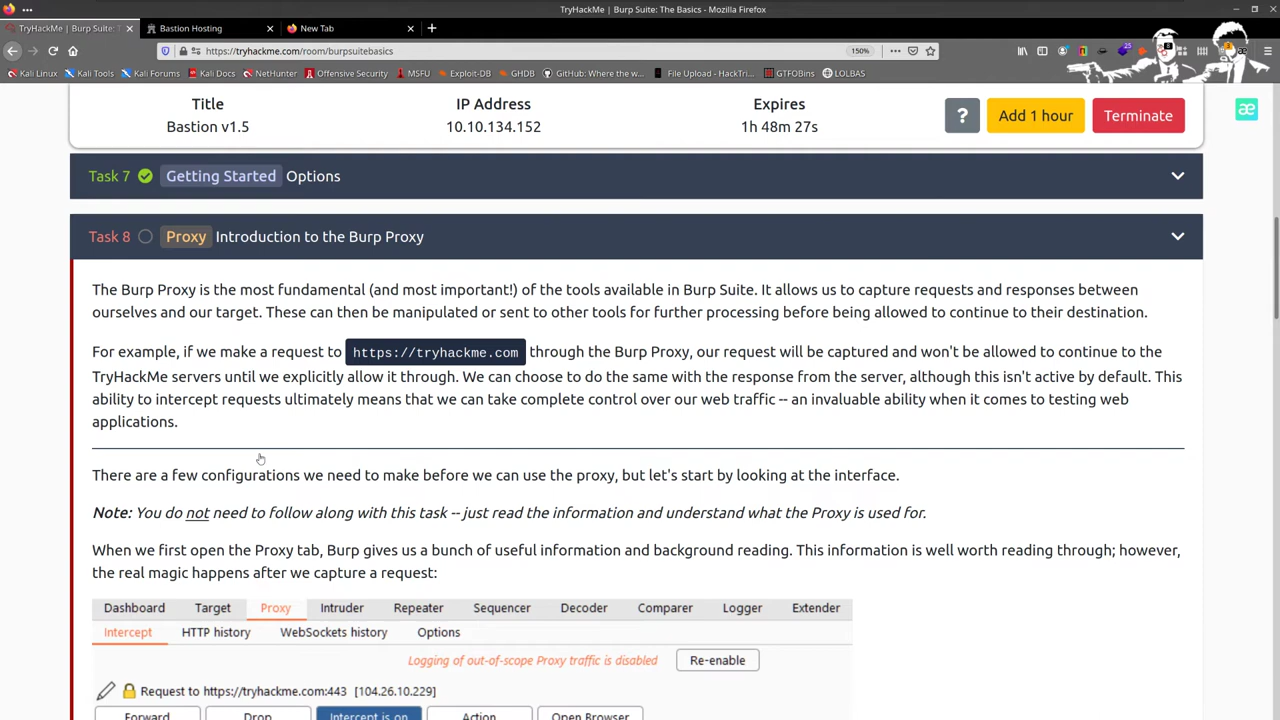 TryHackMe | Burp Suite: The Basics - Mozilla Firefox
TryHackMe | Burp Suite: T
Bastion Hosting
New Tab
https://tryhackme.com/room/burpsuitebasics
150%
Kali Linux
Kali Tools
Kali Forums
Kali Docs
NetHunter
Offensive Security
MSFU
Exploit-DB
GHDB
GitHub: Where the w...
File Upload - HackTri...
GTFOBins
LOLBAS
Title IP Address Expires
Bastion v1.5 10.10.134.152 1h 48m 27s
? Add 1 hour Terminate
Task 7 Getting Started Options
Task 8 Proxy Introduction to the Burp Proxy
The Burp Proxy is the most fundamental (and most important!) of the tools available in Burp Suite. It allows us to capture requests and responses between
ourselves and our target. These can then be manipulated or sent to other tools for further processing before being allowed to continue to their destination.
For example, if we make a request to https://tryhackme.com through the Burp Proxy, our request will be captured and won't be allowed to continue to the
TryHackMe servers until we explicitly allow it through. We can choose to do the same with the response from the server, although this isn't active by default. This
ability to intercept requests ultimately means that we can take complete control over our web traffic -- an invaluable ability when it comes to testing web
applications.
There are a few configurations we need to make before we can use the proxy, but let's start by looking at the interface.
Note: You do not need to follow along with this task -- just read the information and understand what the Proxy is used for.
When we first open the Proxy tab, Burp gives us a bunch of useful information and background reading. This information is well worth reading through; however,
the real magic happens after we capture a request:
Dashboard Target Proxy Intruder Repeater Sequencer Decoder Comparer Logger Extender
Intercept HTTP history WebSockets history Options
Logging of out-of-scope Proxy traffic is disabled Re-enable
Request to https://tryhackme.com:443 [104.26.10.229]
Forward Drop Intercept is on Action Open Browser